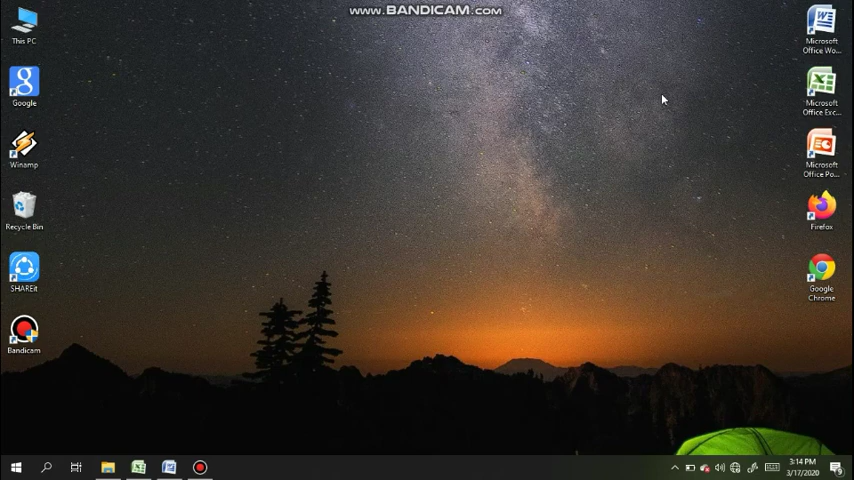 www.BANDICAM.com
This PC
Google
Winamp
Recycle Bin
SHAREit
Bandicam
Microsoft
Office Wo...
Microsoft
Office Exc...
Microsoft
Office Po...
Firefox
Google
Chrome
3:14 PM
3/17/2020